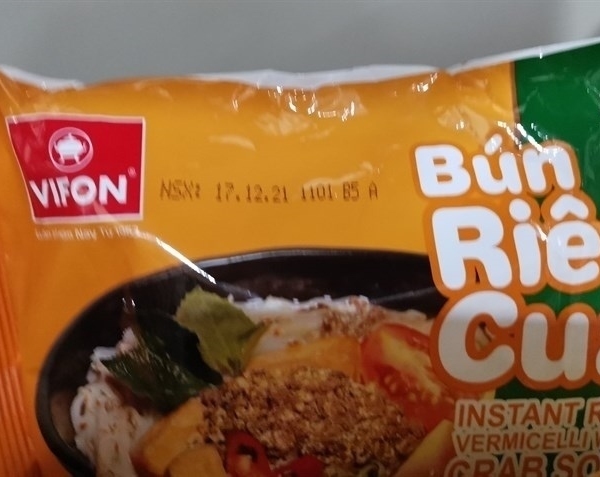 VIFON
NSX: 17.12.21 1101 B5 A
Bún
Riê
Cu
INSTANT R
VERMICELLI
CRAB SO